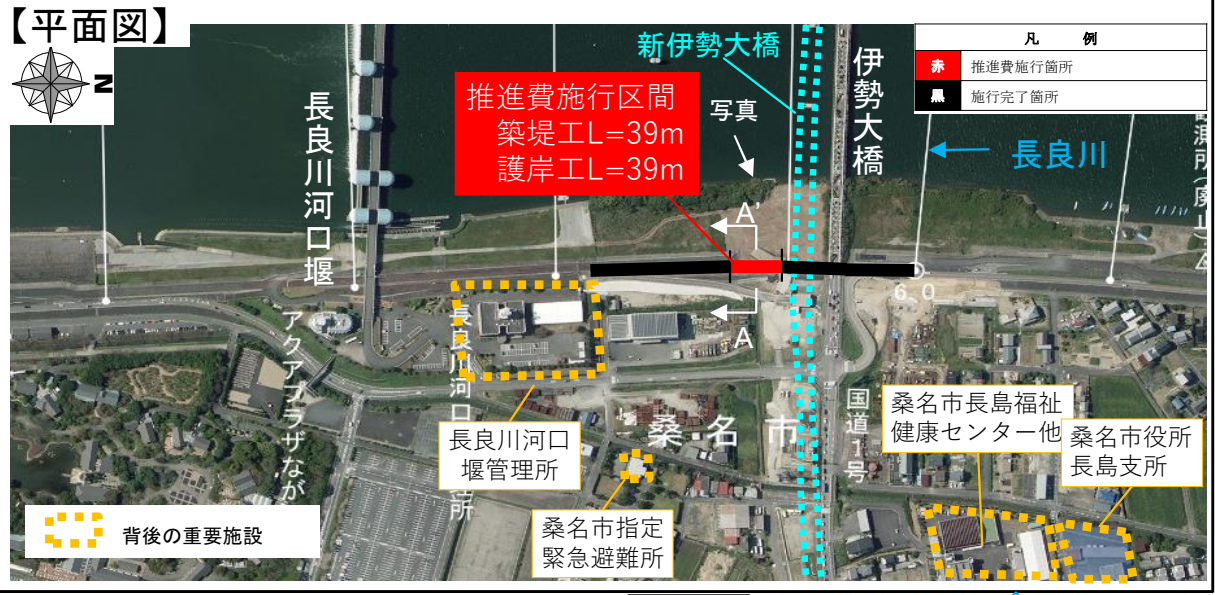 【平面図】
N
新伊勢大橋
伊勢大橋
凡 例
赤 推進費施行箇所
黒 施行完了箇所
長良川河口堰
推進費施行区間
築堤工L=39m
護岸工L=39m
写真
長良川
A'
A
6.0
アクアプラザなが
長良川河口
桑名市
国道1号
長良川河口
堰管理所
桑名市指定
緊急避難所
桑名市長島福祉
健康センター他
桑名市役所
長島支所
背後の重要施設